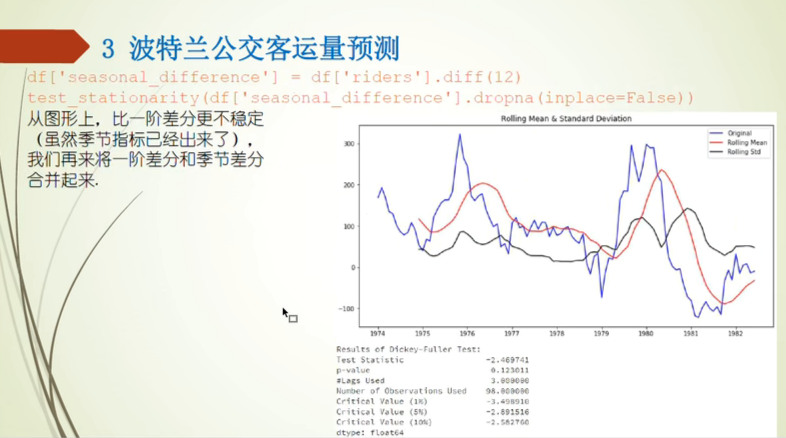 3 波特兰公交客运量预测
df['seasonal_difference'] = df['riders'].diff(12)
test_stationarity(df['seasonal_difference'].dropna(inplace=False))
从图形上，比一阶差分更不稳定
（虽然季节指标已经出来了），
我们再来将一阶差分和季节差分
合并起来.
Rolling Mean & Standard Deviation
Original
Rolling Mean
Rolling Std
300
200
100
0
-100
1974 1975 1976 1977 1978 1979 1980 1981 1982
Results of Dickey-Fuller Test:
Test Statistic -2.469741
p-value 0.123011
#Lags Used 3.000000
Number of Observations Used 98.000000
Critical Value (1%) -3.498910
Critical Value (5%) -2.891516
Critical Value (10%) -2.582760
dtype: float64